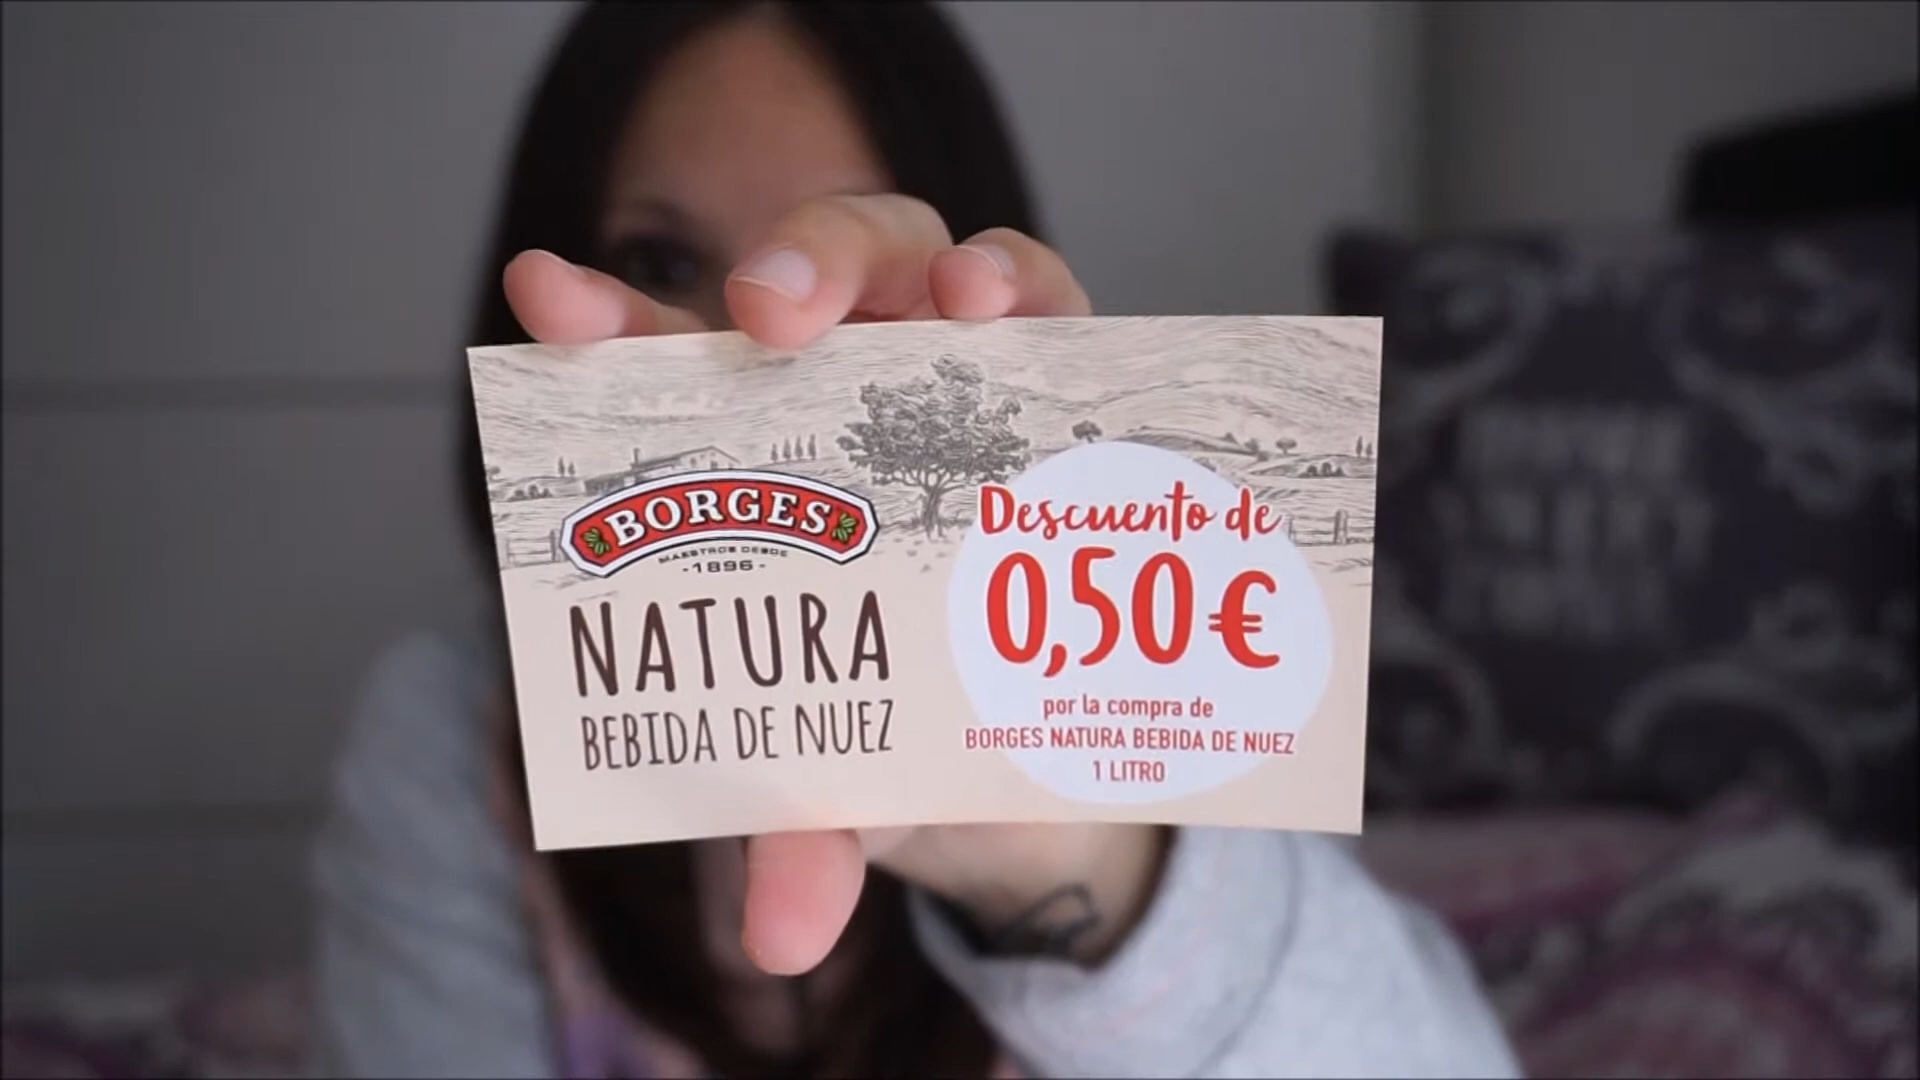 BORGES
MAESTROS DESDE
-1896-
NATURA
BEBIDA DE NUEZ
Descuento de
0,50€
por la compra de
BORGES NATURA BEBIDA DE NUEZ
1 LITRO